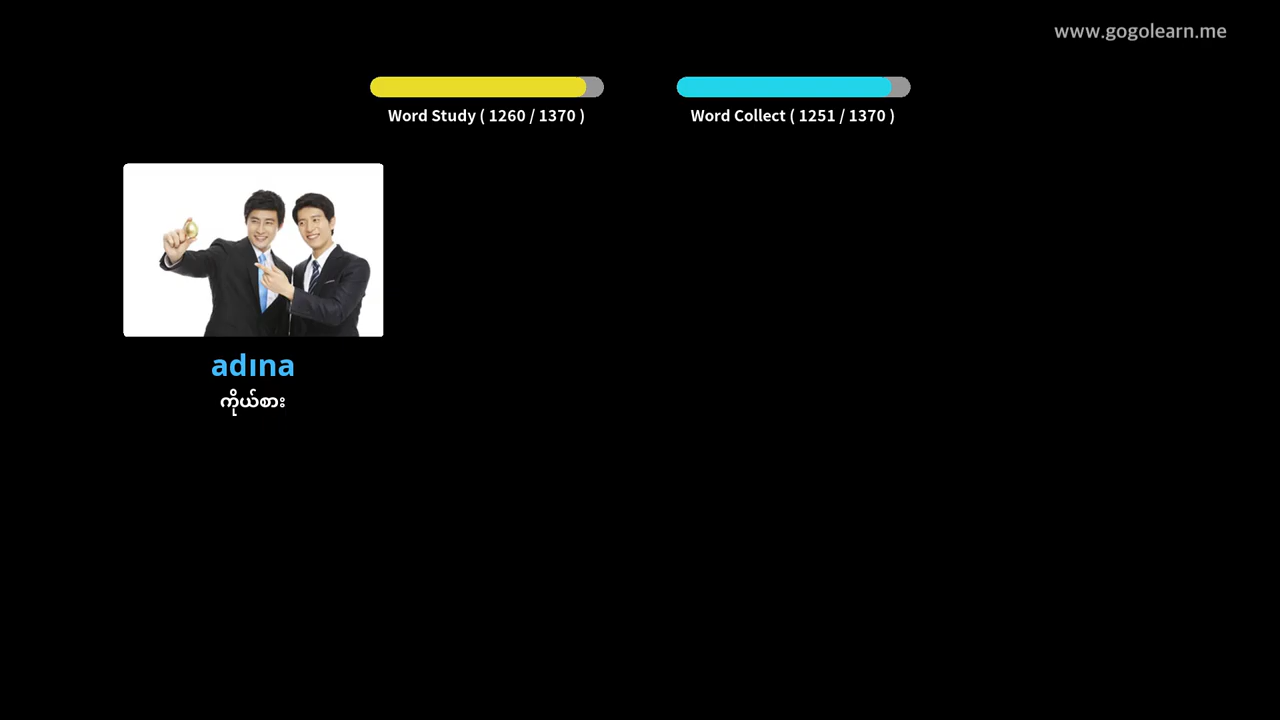 www.gogolearn.me
Word Study ( 1260 / 1370 )
Word Collect ( 1251 / 1370 )
adına
ကိုယ်စား